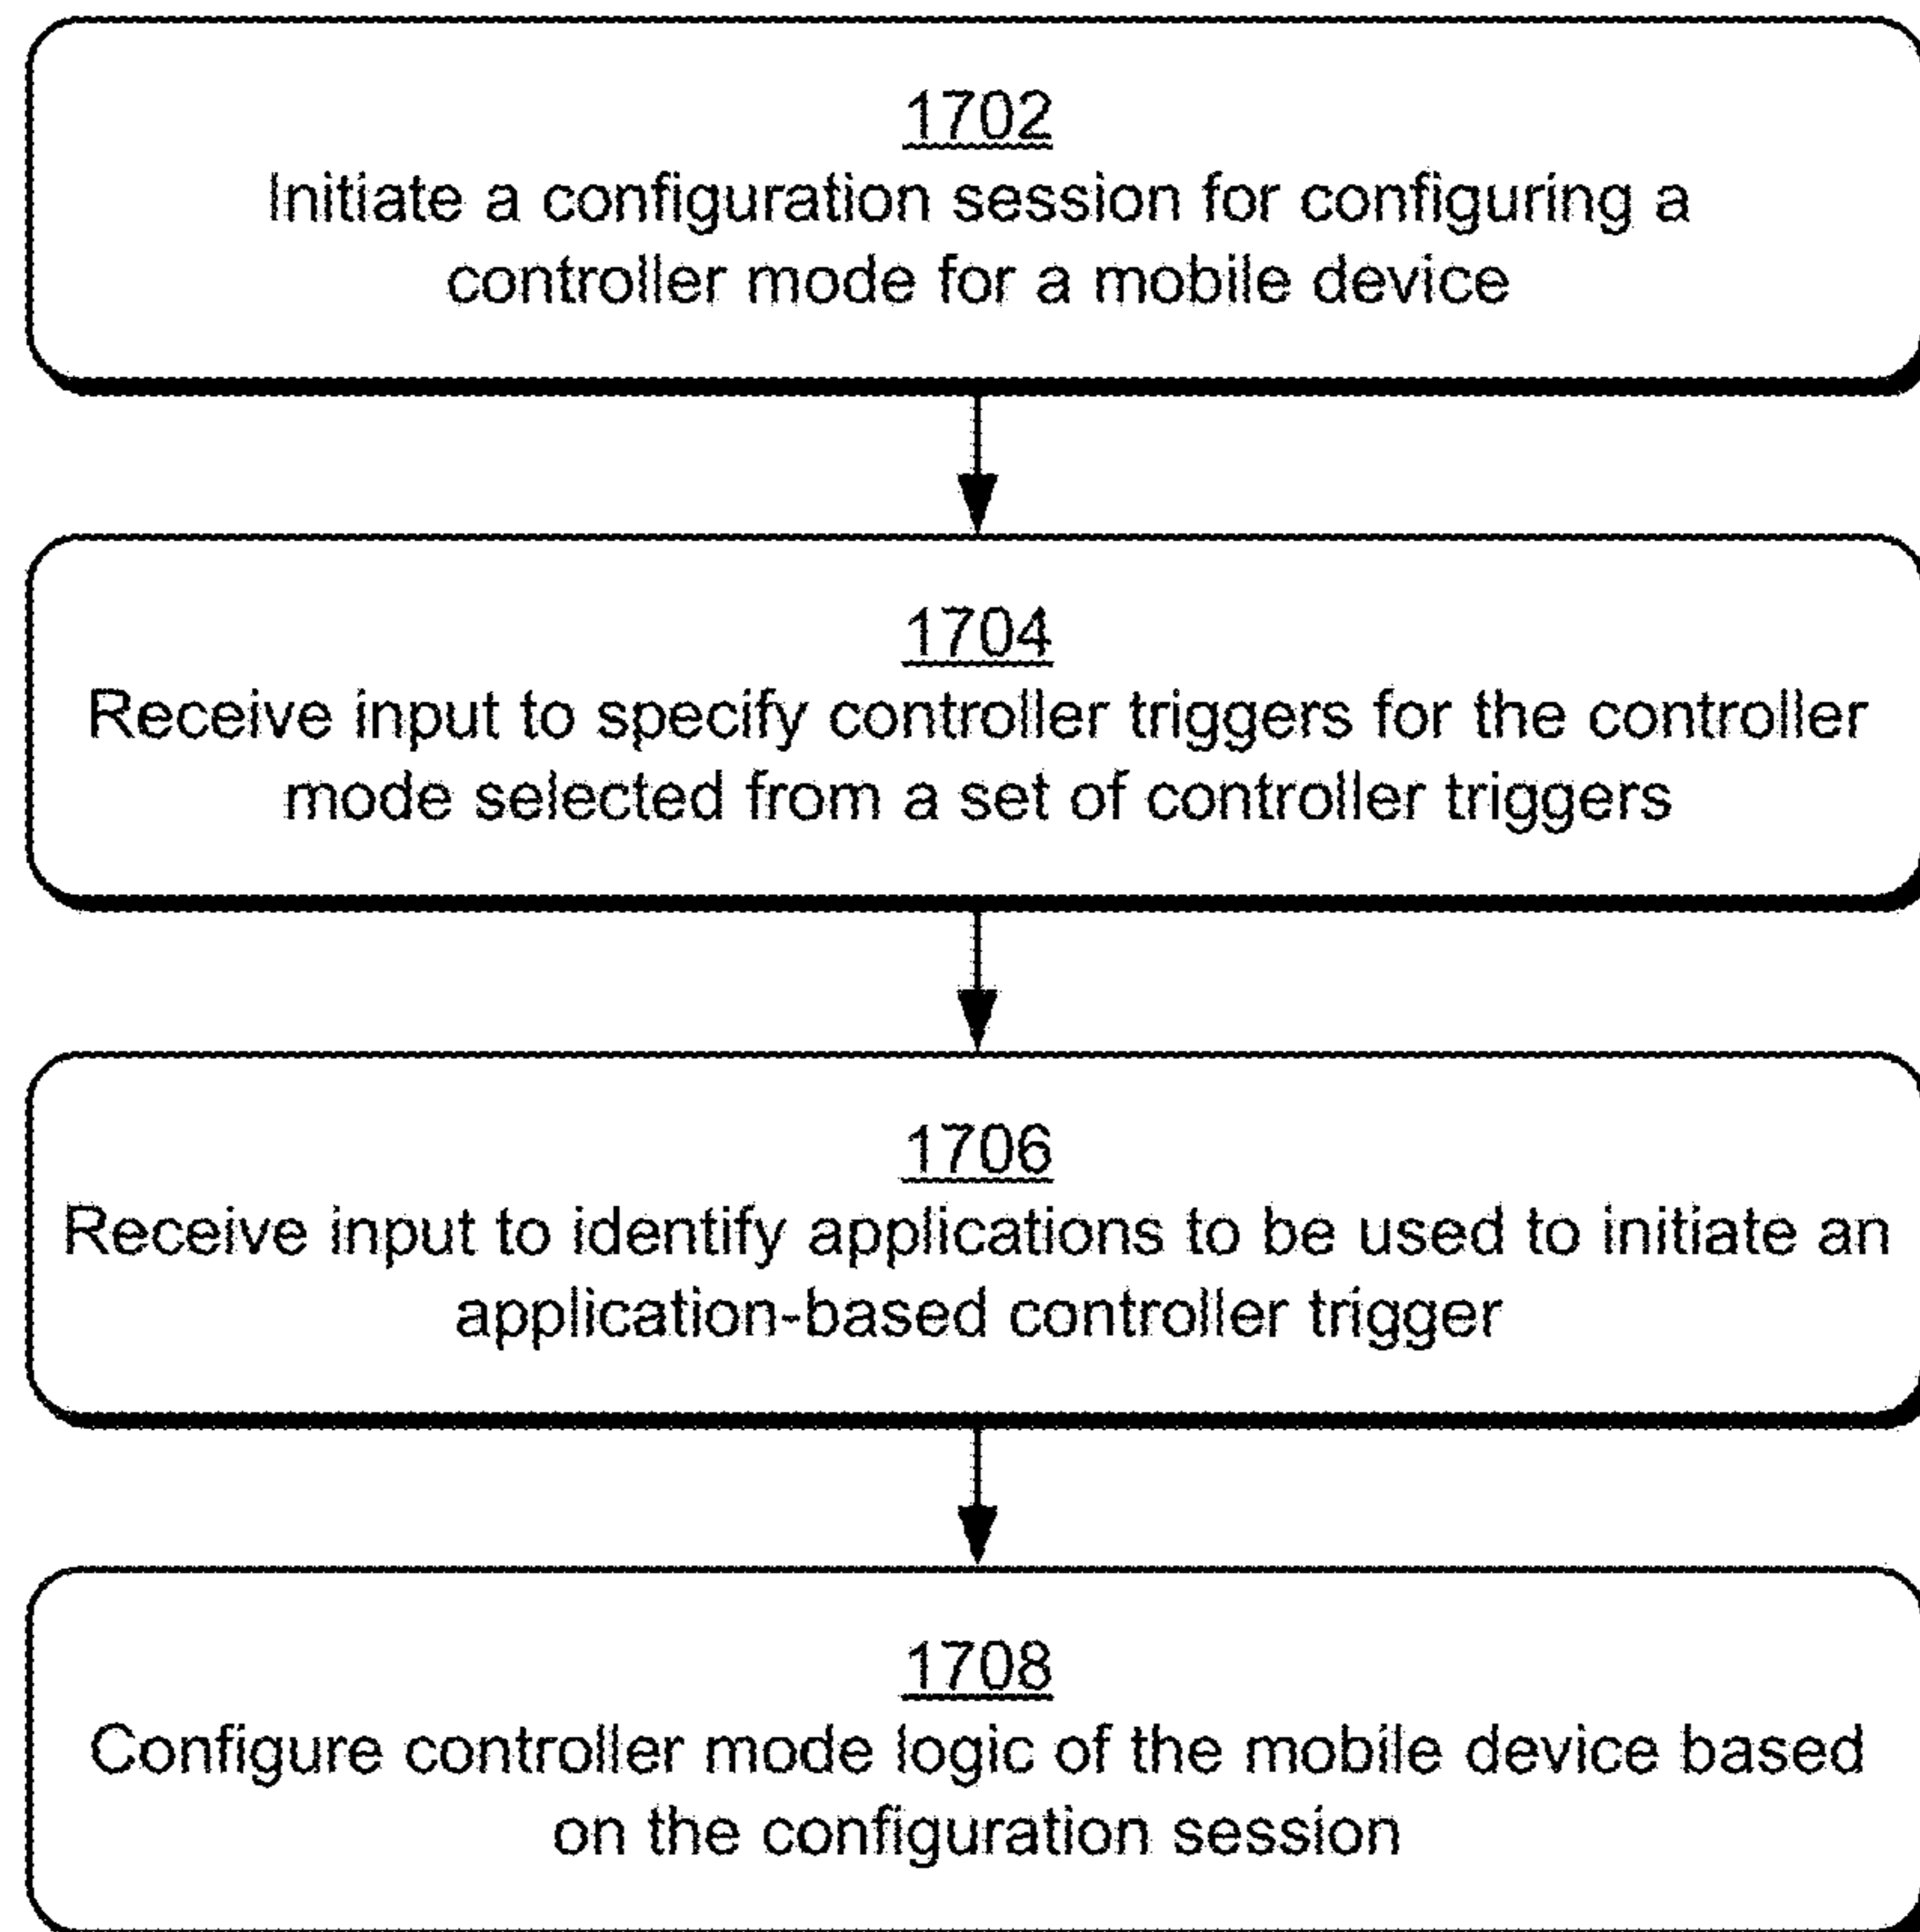 1702
Initiate a configuration session for configuring a
controller mode for a mobile device
1704
Receive input to specify controller triggers for the controller
mode selected from a set of controller triggers
1706
Receive input to identify applications to be used to initiate an
application-based controller trigger
1708
Configure controller mode logic of the mobile device based
on the configuration session